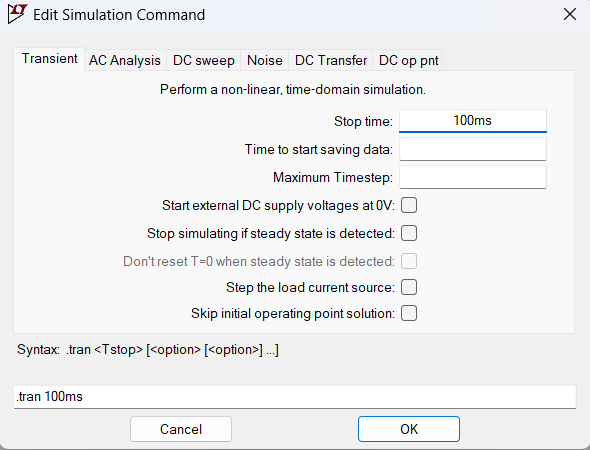 Edit Simulation Command
Transient AC Analysis DC sweep Noise DC Transfer DC op pnt
Perform a non-linear, time-domain simulation.
Stop time: 100ms
Time to start saving data:
Maximum Timestep:
Start external DC supply voltages at 0V:
Stop simulating if steady state is detected:
Don't reset T=0 when steady state is detected:
Step the load current source:
Skip initial operating point solution:
Syntax: .tran <Tstop> [<option> [<option>] ...]
.tran 100ms
Cancel OK